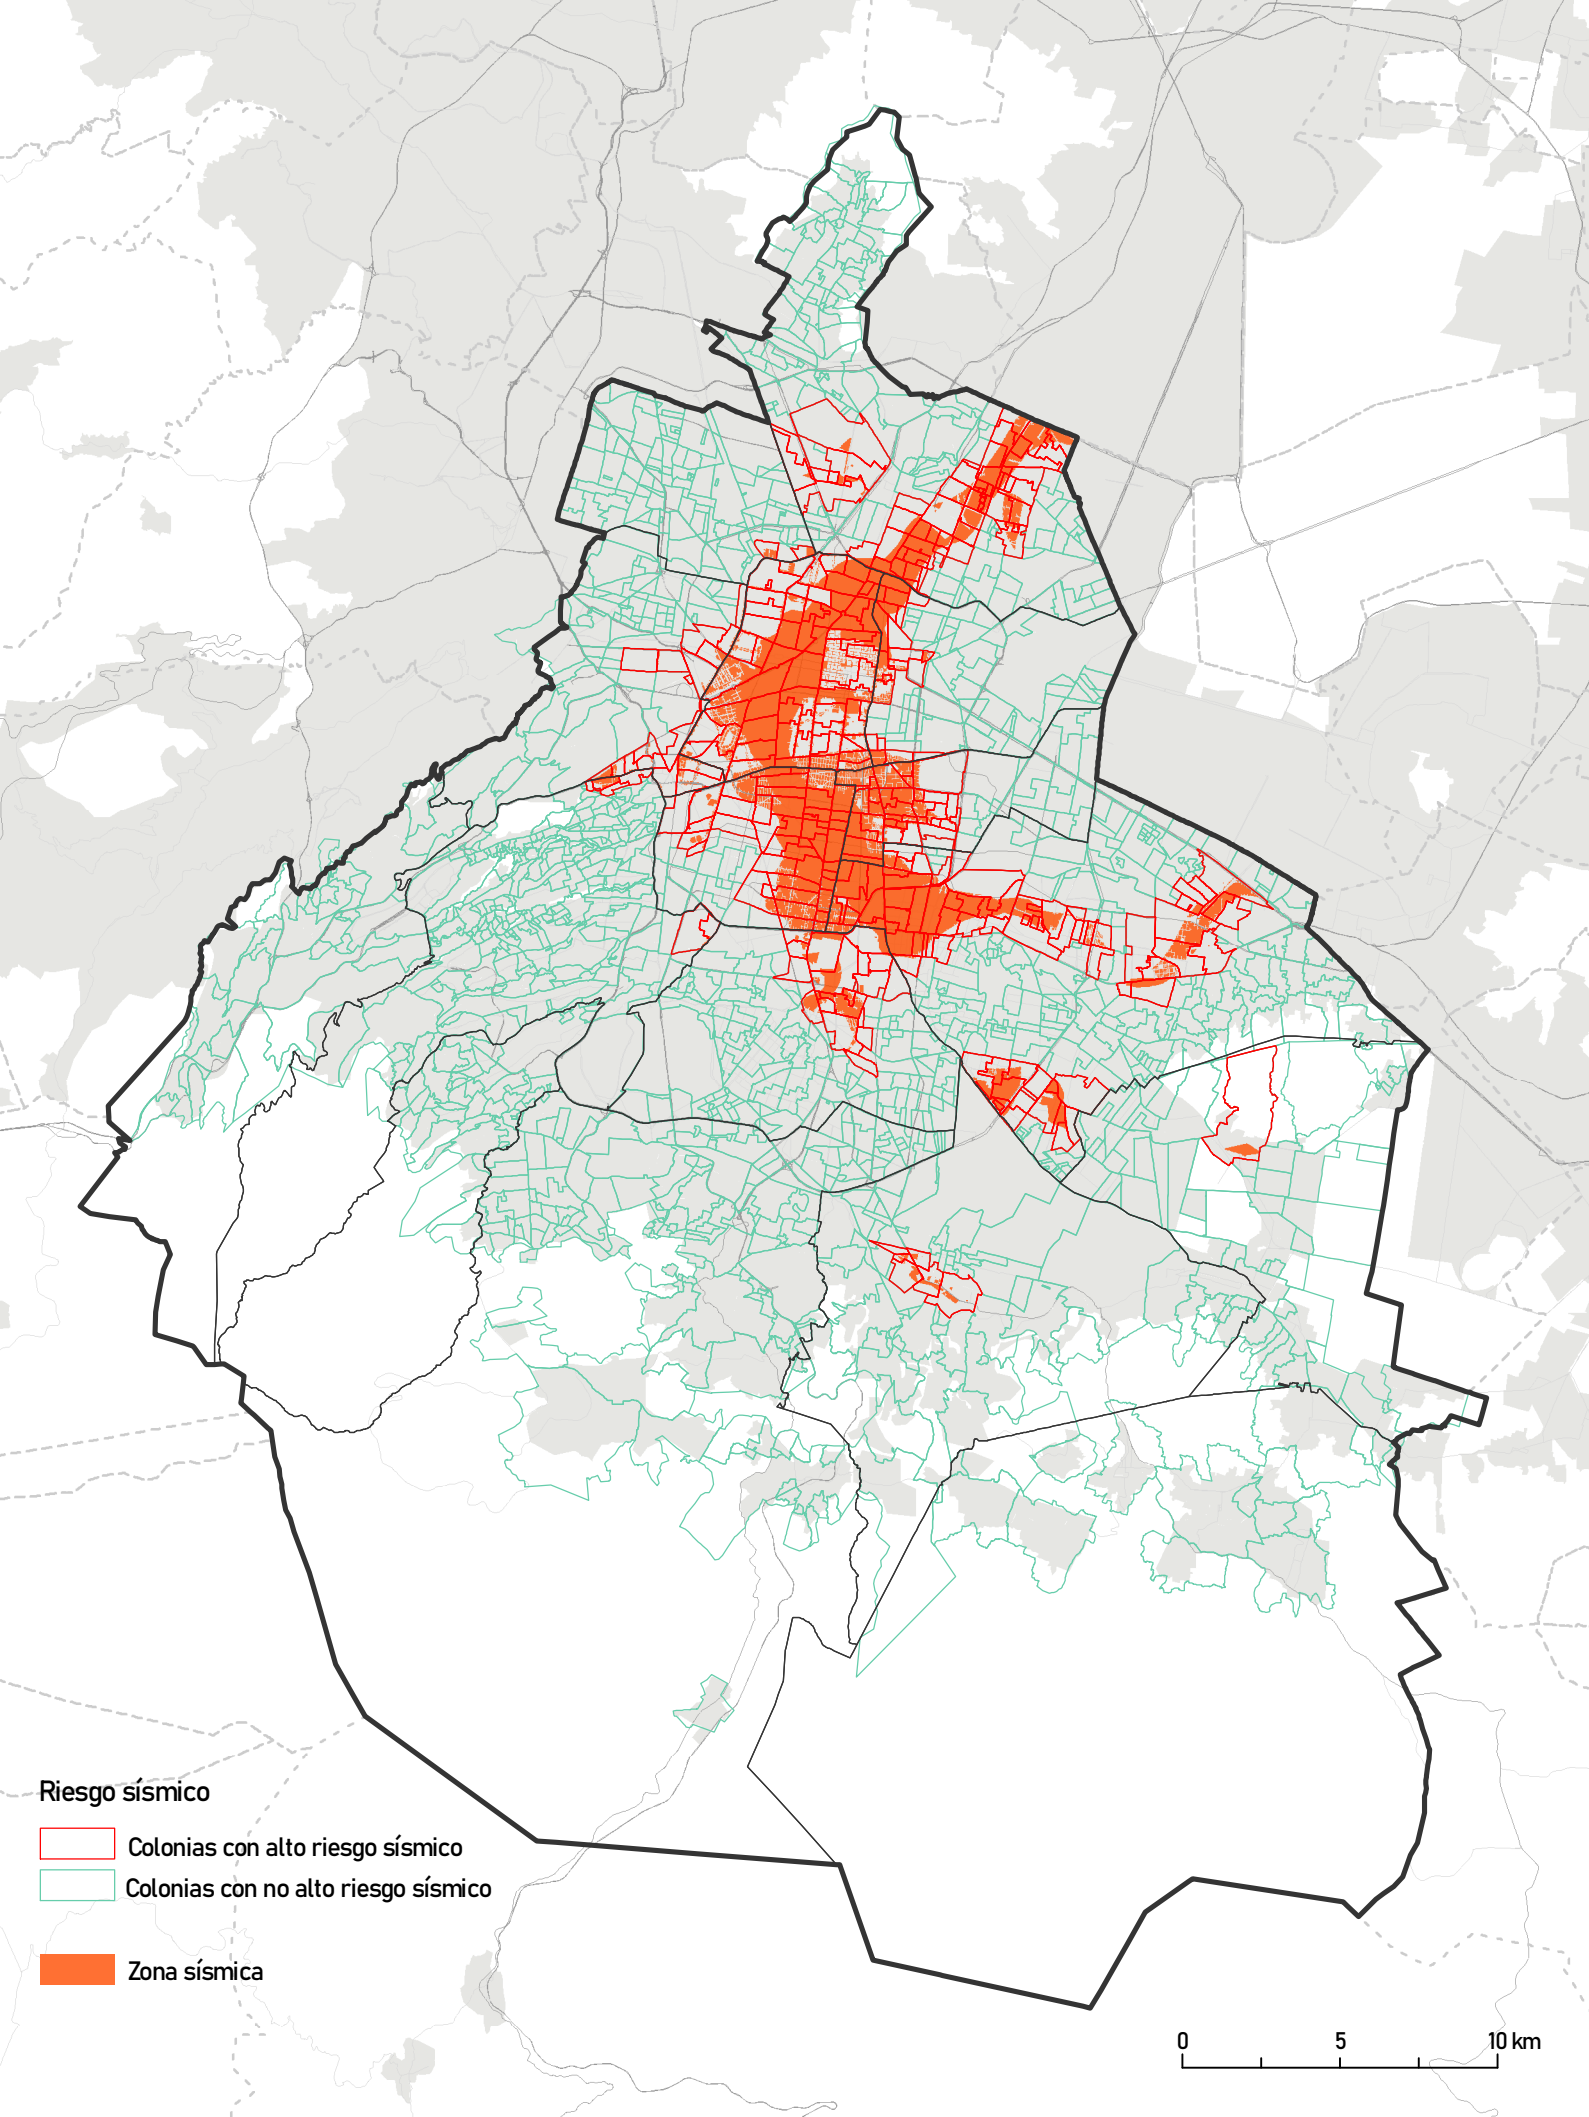 Riesgo sísmico
Colonias con alto riesgo sísmico
Colonias con no alto riesgo sísmico
Zona sísmica
0 5 10 km